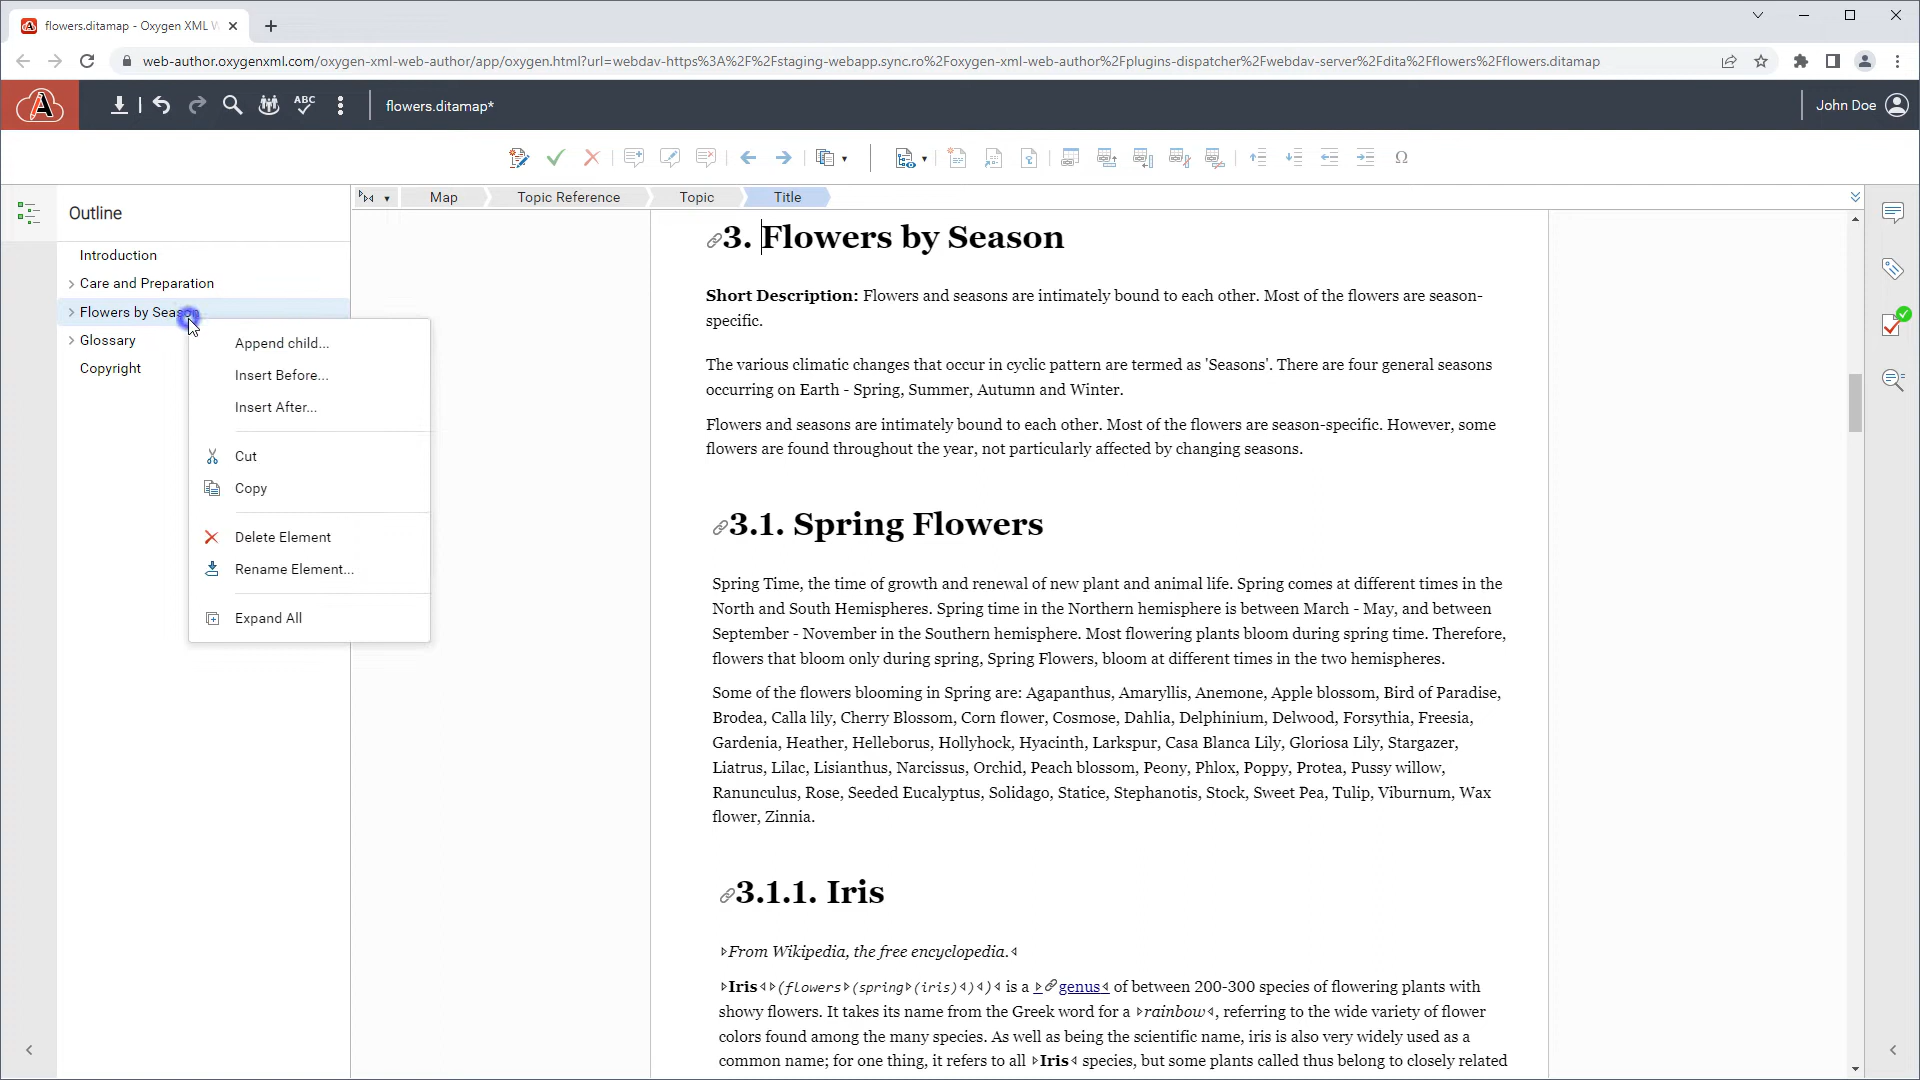 flowers.ditamap - Oxygen XML W
web-author.oxygenxml.com/oxygen-xml-web-author/app/oxygen.html?url=webdav-https%3A%2F%2Fstaging-webapp.sync.ro%2Foxygen-xml-web-author%2Fplugins-dispatcher%2Fwebdav-server%2Fdita%2Fflowers%2Fflowers.ditamap
A
ABC
flowers.ditamap*
John Doe
Ω
Outline
Introduction
Care and Preparation
Flowers by Season
Glossary
Copyright
Append child...
Insert Before...
Insert After...
Cut
Copy
Delete Element
Rename Element...
Expand All
Map
Topic Reference
Topic
Title
3. Flowers by Season
Short Description: Flowers and seasons are intimately bound to each other. Most of the flowers are season-
specific.
The various climatic changes that occur in cyclic pattern are termed as 'Seasons'. There are four general seasons
occurring on Earth - Spring, Summer, Autumn and Winter.
Flowers and seasons are intimately bound to each other. Most of the flowers are season-specific. However, some
flowers are found throughout the year, not particularly affected by changing seasons.
3.1. Spring Flowers
Spring Time, the time of growth and renewal of new plant and animal life. Spring comes at different times in the
North and South Hemispheres. Spring time in the Northern hemisphere is between March - May, and between
September - November in the Southern hemisphere. Most flowering plants bloom during spring time. Therefore,
flowers that bloom only during spring, Spring Flowers, bloom at different times in the two hemispheres.
Some of the flowers blooming in Spring are: Agapanthus, Amaryllis, Anemone, Apple blossom, Bird of Paradise,
Brodea, Calla lily, Cherry Blossom, Corn flower, Cosmose, Dahlia, Delphinium, Delwood, Forsythia, Freesia,
Gardenia, Heather, Helleborus, Hollyhock, Hyacinth, Larkspur, Casa Blanca Lily, Gloriosa Lily, Stargazer,
Liatrus, Lilac, Lisianthus, Narcissus, Orchid, Peach blossom, Peony, Phlox, Poppy, Protea, Pussy willow,
Ranunculus, Rose, Seeded Eucalyptus, Solidago, Statice, Stephanotis, Stock, Sweet Pea, Tulip, Viburnum, Wax
flower, Zinnia.
3.1.1. Iris
From Wikipedia, the free encyclopedia.
Iris (flowers (spring (iris) ) ) is a genus of between 200-300 species of flowering plants with
showy flowers. It takes its name from the Greek word for a rainbow, referring to the wide variety of flower
colors found among the many species. As well as being the scientific name, iris is also very widely used as a
common name; for one thing, it refers to all Iris species, but some plants called thus belong to closely related